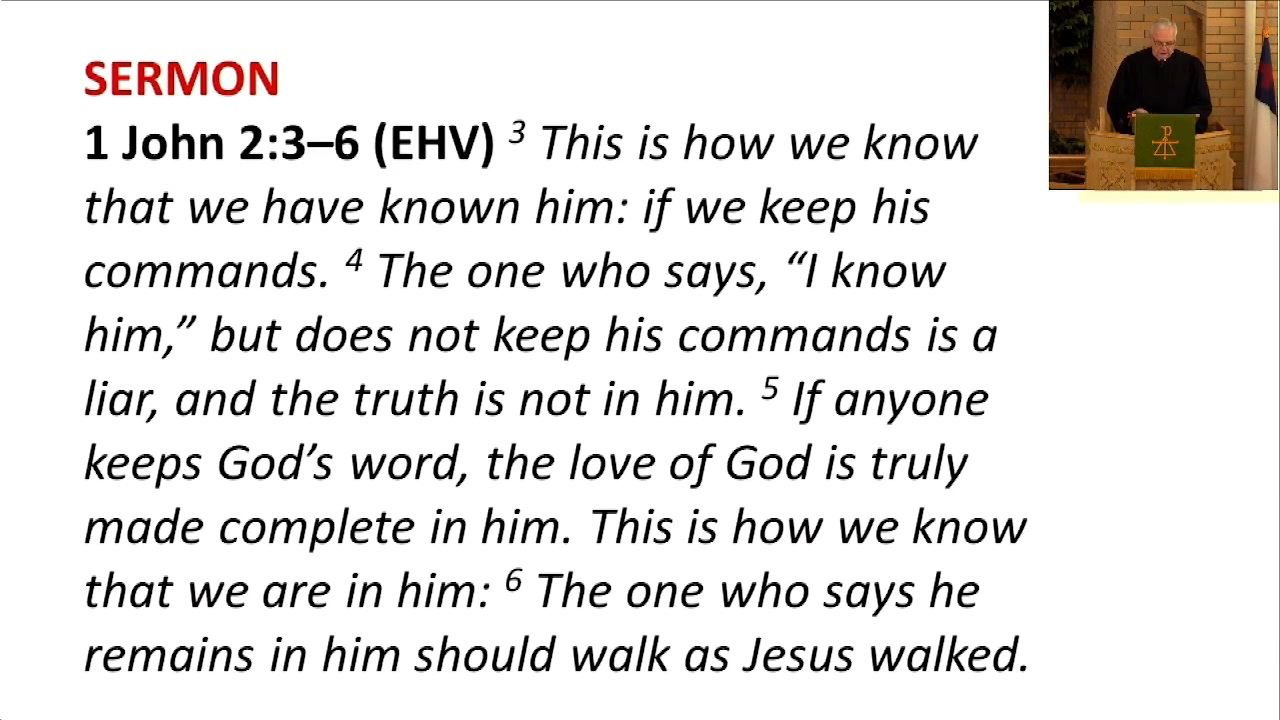 SERMON
1 John 2:3–6 (EHV) ³ This is how we know
that we have known him: if we keep his
commands. ⁴ The one who says, “I know
him,” but does not keep his commands is a
liar, and the truth is not in him. ⁵ If anyone
keeps God’s word, the love of God is truly
made complete in him. This is how we know
that we are in him: ⁶ The one who says he
remains in him should walk as Jesus walked.